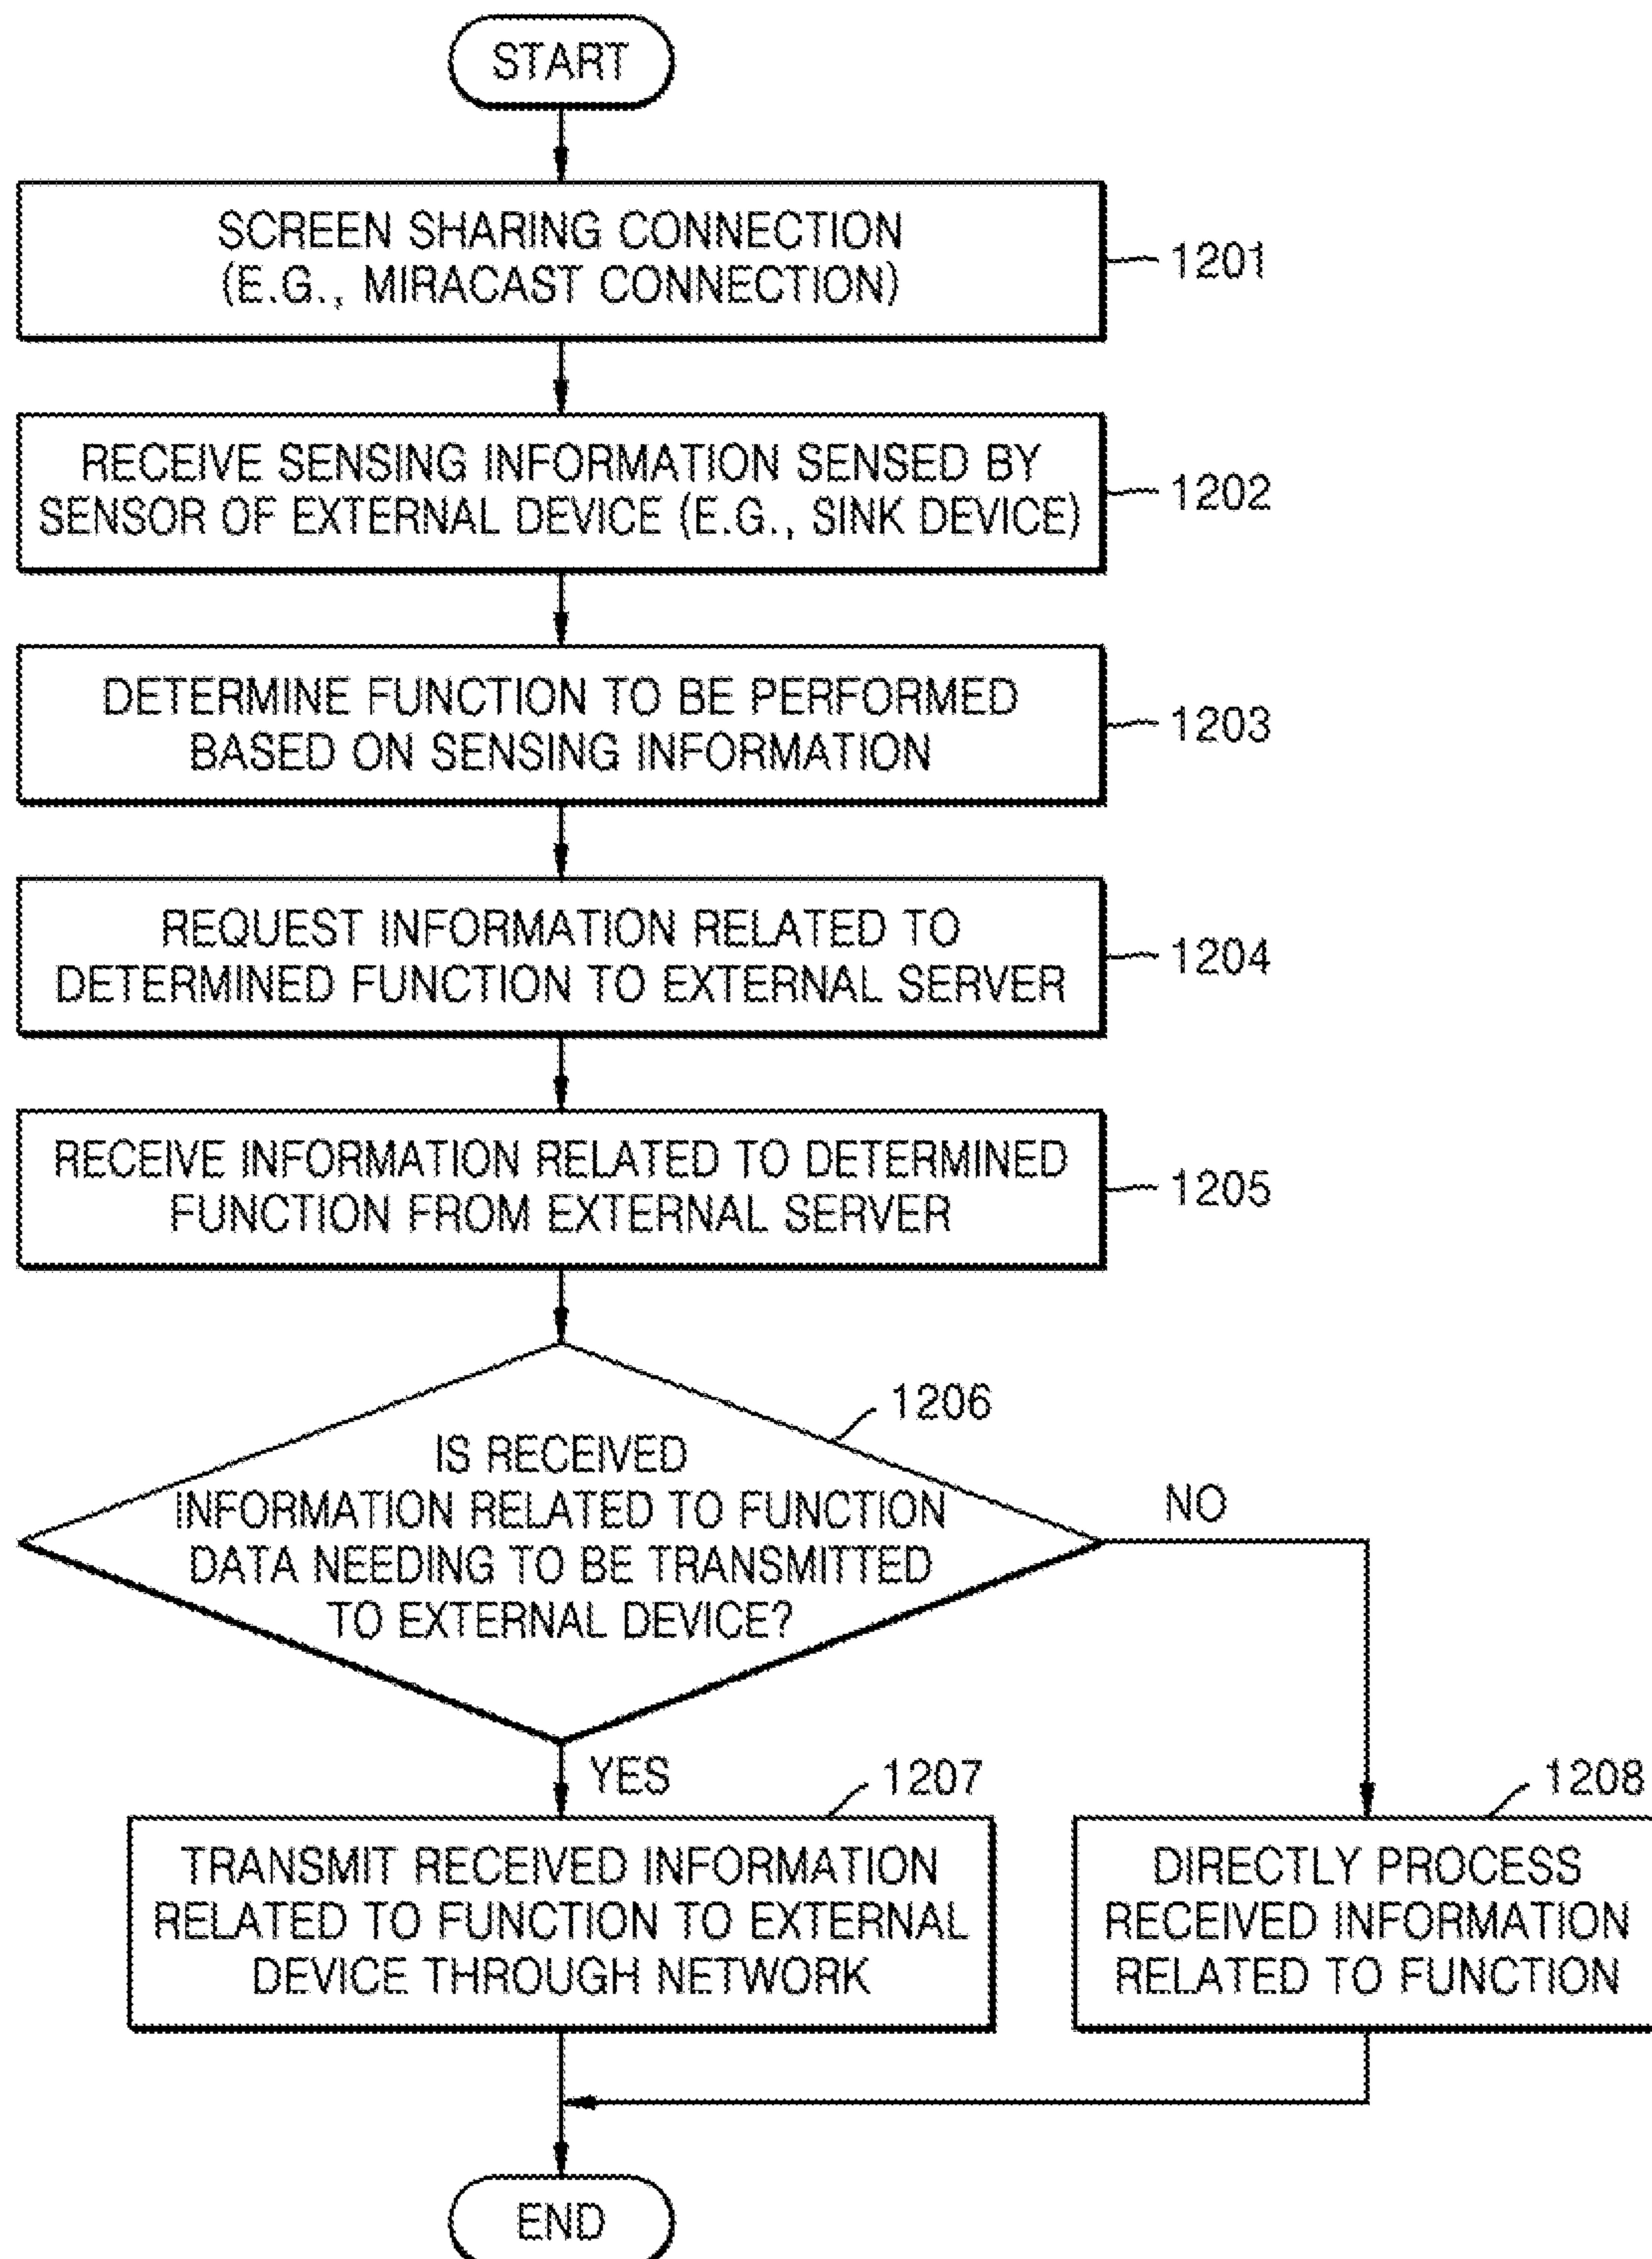 START
SCREEN SHARING CONNECTION
(E.G., MIRACAST CONNECTION)
1201
RECEIVE SENSING INFORMATION SENSED BY
SENSOR OF EXTERNAL DEVICE (E.G., SINK DEVICE)
1202
DETERMINE FUNCTION TO BE PERFORMED
BASED ON SENSING INFORMATION
1203
REQUEST INFORMATION RELATED TO
DETERMINED FUNCTION TO EXTERNAL SERVER
1204
RECEIVE INFORMATION RELATED TO DETERMINED
FUNCTION FROM EXTERNAL SERVER
1205
1206
IS RECEIVED
INFORMATION RELATED TO FUNCTION
DATA NEEDING TO BE TRANSMITTED
TO EXTERNAL DEVICE?
NO
YES
1207
TRANSMIT RECEIVED INFORMATION
RELATED TO FUNCTION TO EXTERNAL
DEVICE THROUGH NETWORK
1208
DIRECTLY PROCESS
RECEIVED INFORMATION
RELATED TO FUNCTION
END